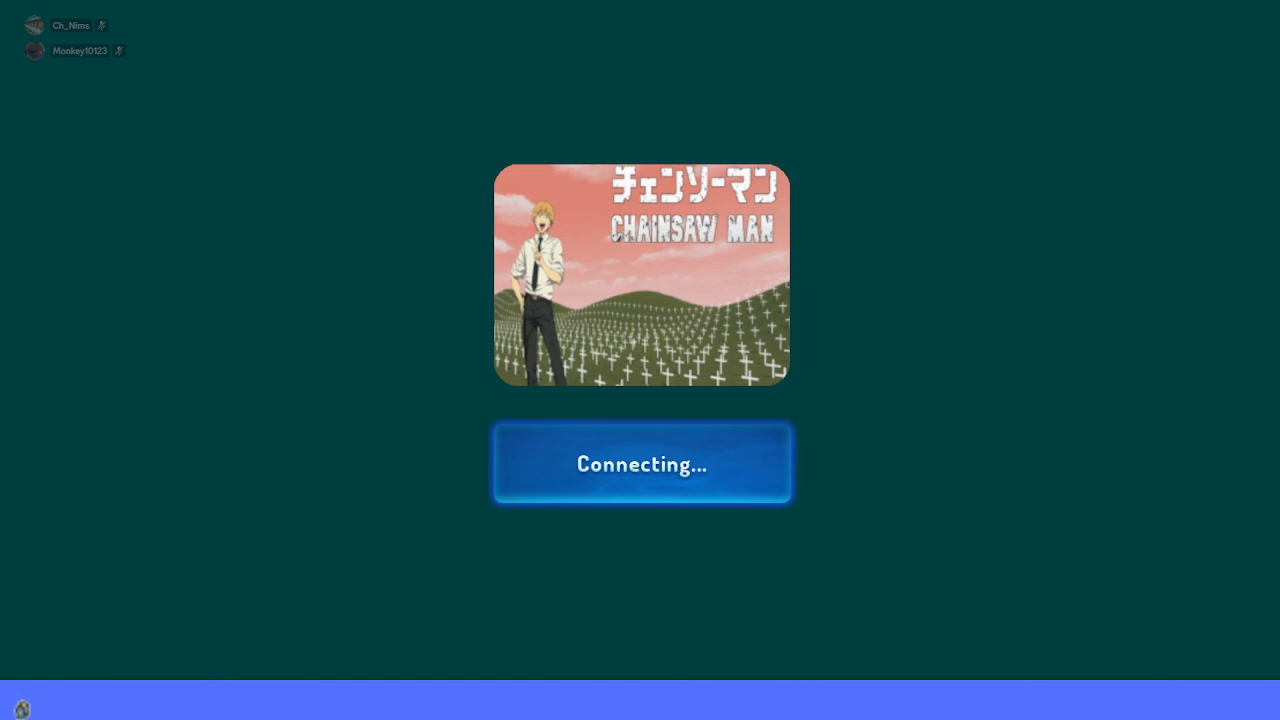 Ch_Nims
Monkey10123
チェンソーマン
CHAINSAW MAN
Connecting...